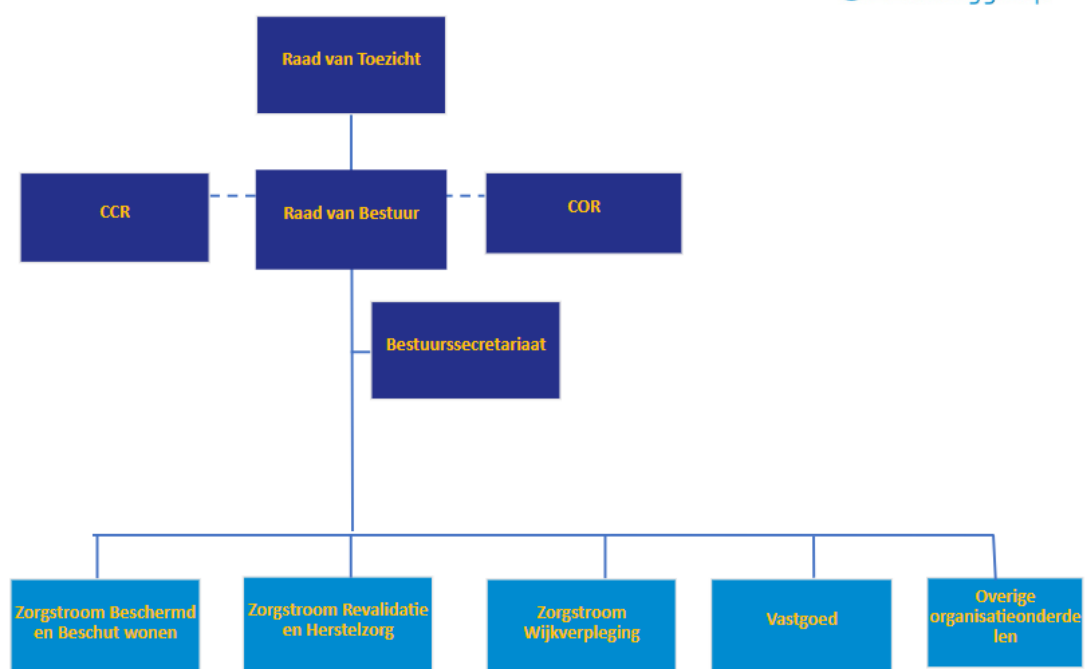 Raad van Toezicht
CCR
Raad van Bestuur
COR
Bestuurssecretariaat
Zorgstroom Beschermd
en Beschut wonen
Zorgstroom Revalidatie
en Herstelzorg
Zorgstroom
Wijkverpleging
Vastgoed
Overige
organisatieonderde
len